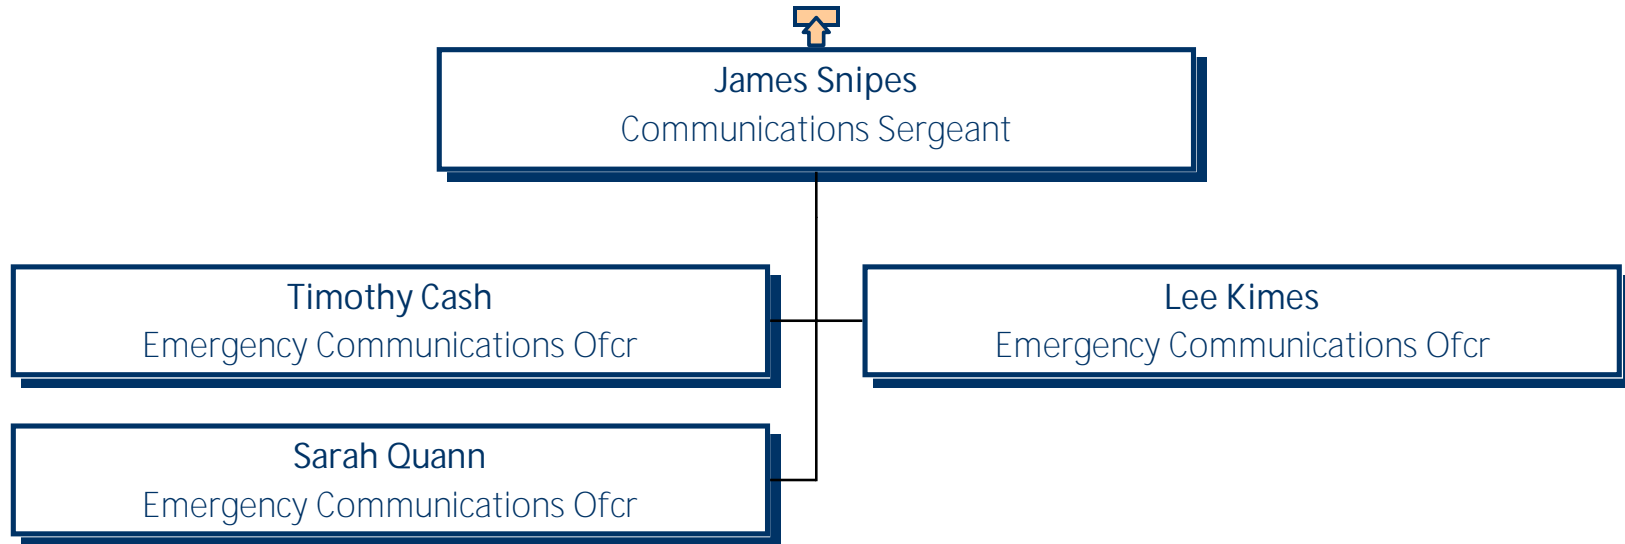 James Snipes
Communications Sergeant
Timothy Cash
Emergency Communications Ofcr
Lee Kimes
Emergency Communications Ofcr
Sarah Quann
Emergency Communications Ofcr